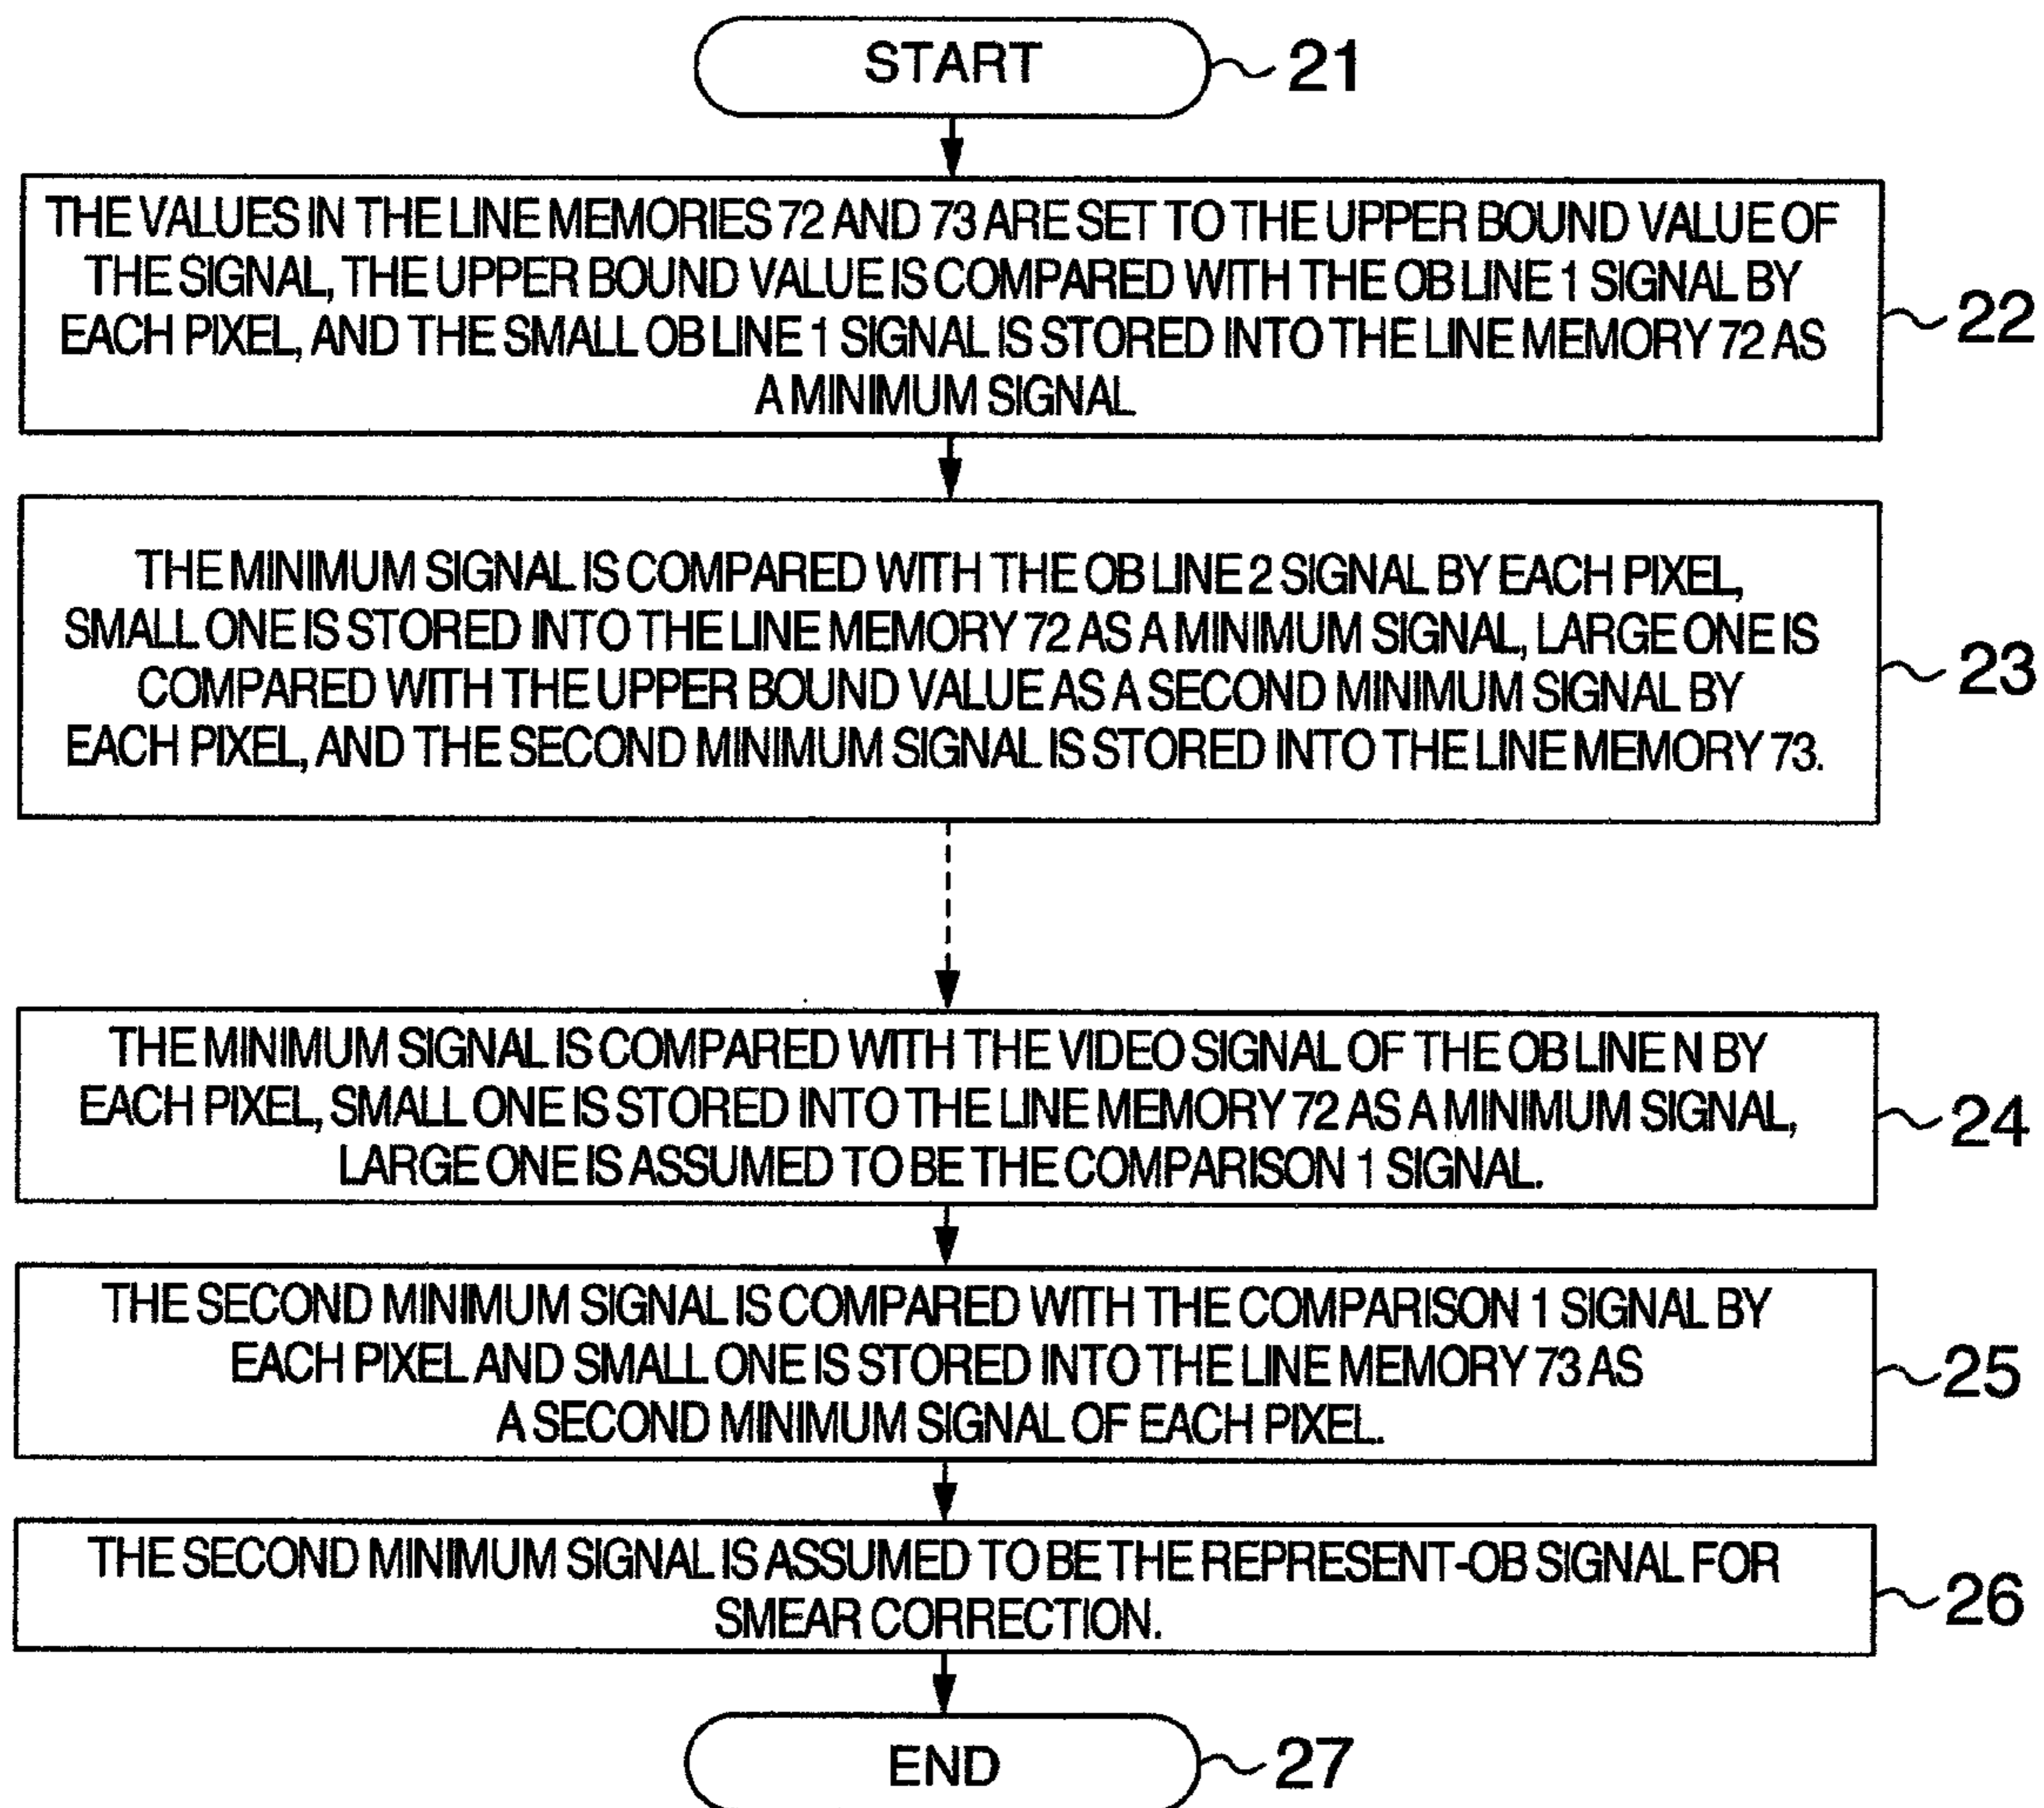 START
21
THE VALUES IN THE LINE MEMORIES 72 AND 73 ARE SET TO THE UPPER BOUND VALUE OF
THE SIGNAL, THE UPPER BOUND VALUE IS COMPARED WITH THE OB LINE 1 SIGNAL BY
EACH PIXEL, AND THE SMALL OB LINE 1 SIGNAL IS STORED INTO THE LINE MEMORY 72 AS
A MINIMUM SIGNAL
22
THE MINIMUM SIGNAL IS COMPARED WITH THE OB LINE 2 SIGNAL BY EACH PIXEL,
SMALL ONE IS STORED INTO THE LINE MEMORY 72 AS A MINIMUM SIGNAL, LARGE ONE IS
COMPARED WITH THE UPPER BOUND VALUE AS A SECOND MINIMUM SIGNAL BY
EACH PIXEL, AND THE SECOND MINIMUM SIGNAL IS STORED INTO THE LINE MEMORY 73.
23
THE MINIMUM SIGNAL IS COMPARED WITH THE VIDEO SIGNAL OF THE OB LINE N BY
EACH PIXEL, SMALL ONE IS STORED INTO THE LINE MEMORY 72 AS A MINIMUM SIGNAL,
LARGE ONE IS ASSUMED TO BE THE COMPARISON 1 SIGNAL.
24
THE SECOND MINIMUM SIGNAL IS COMPARED WITH THE COMPARISON 1 SIGNAL BY
EACH PIXEL AND SMALL ONE IS STORED INTO THE LINE MEMORY 73 AS
A SECOND MINIMUM SIGNAL OF EACH PIXEL.
25
THE SECOND MINIMUM SIGNAL IS ASSUMED TO BE THE REPRESENT-OB SIGNAL FOR
SMEAR CORRECTION.
26
END
27